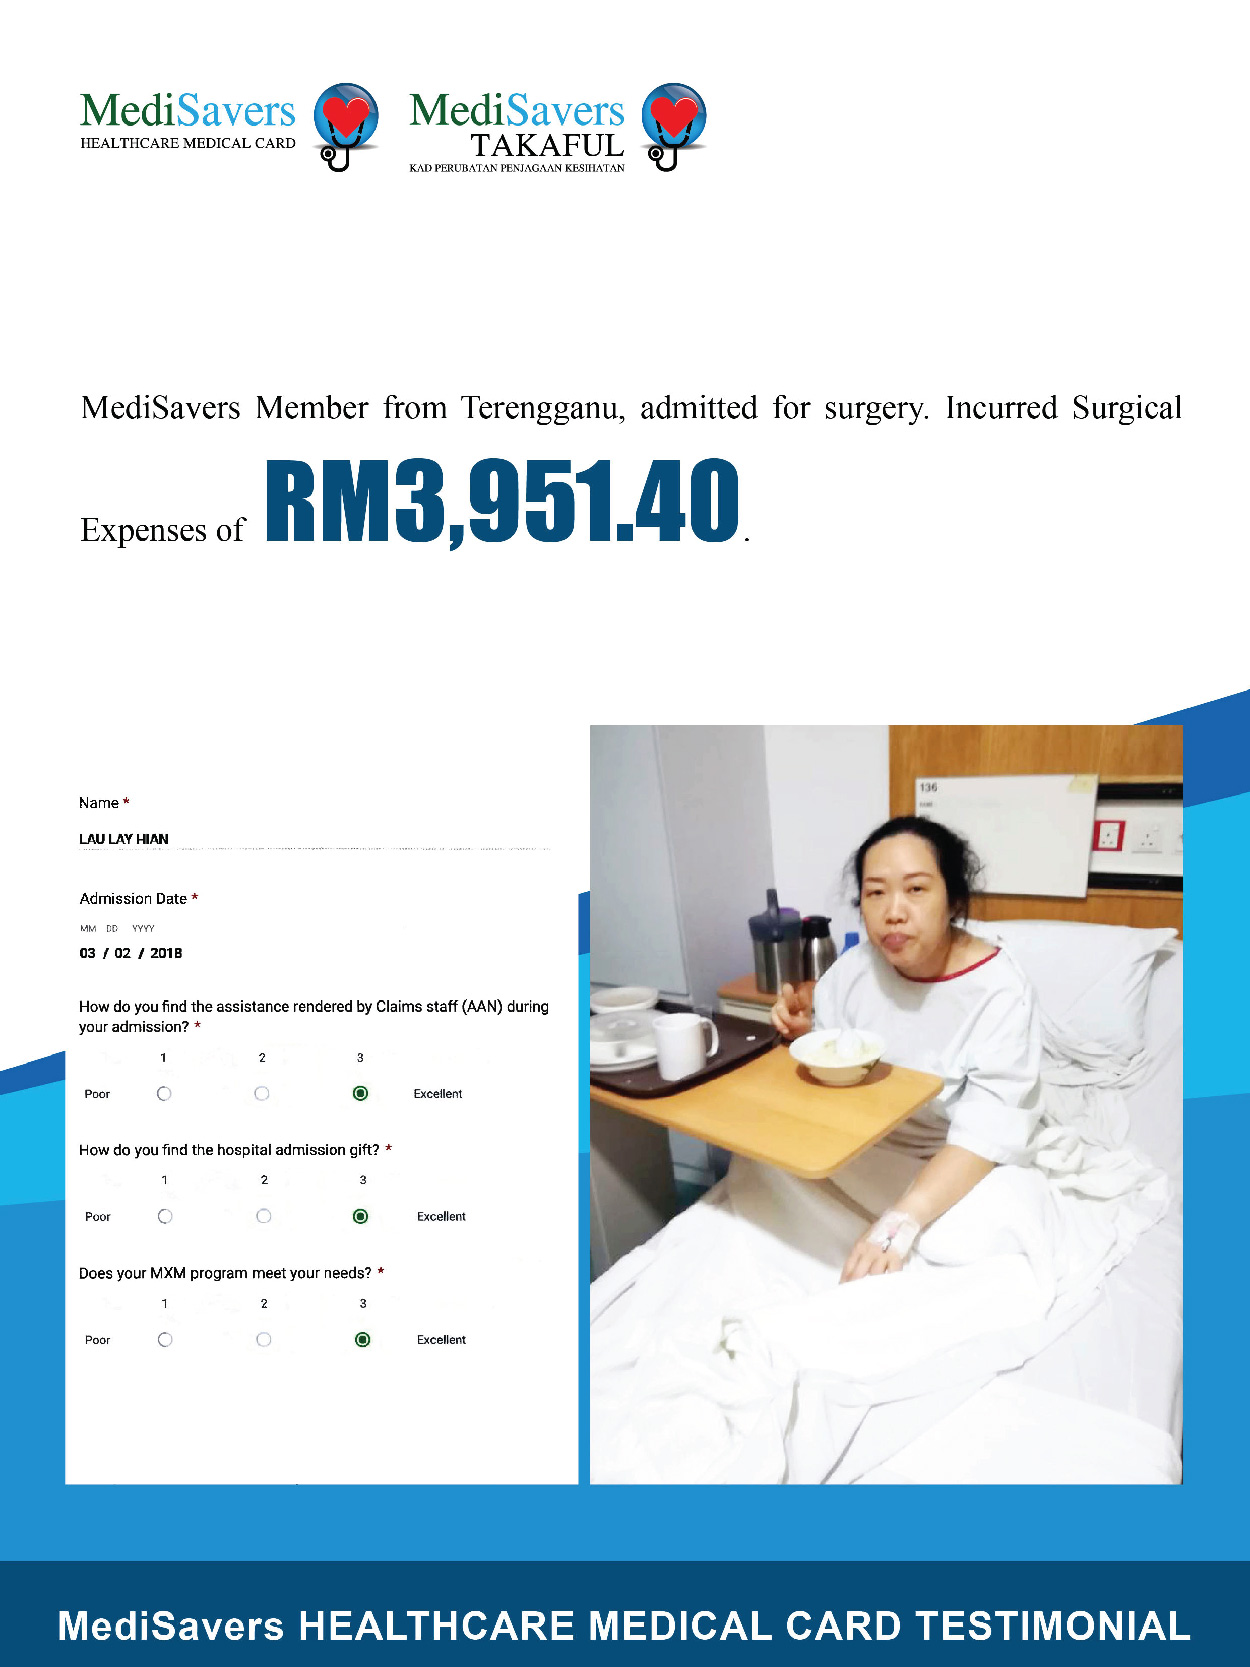 MediSavers
HEALTHCARE MEDICAL CARD
MediSavers
TAKAFUL
KAD PERUBATAN PENJAGAAN KESIHATAN
MediSavers Member from Terengganu, admitted for surgery. Incurred Surgical
Expenses of RM3,951.40.
Name *
LAU LAY HIAN
Admission Date *
MM DD YYYY
03 / 02 / 2018
How do you find the assistance rendered by Claims staff (AAN) during
your admission? *
1 2 3
Poor Excellent
How do you find the hospital admission gift? *
1 2 3
Poor Excellent
Does your MXM program meet your needs? *
1 2 3
Poor Excellent
136
MediSavers HEALTHCARE MEDICAL CARD TESTIMONIAL